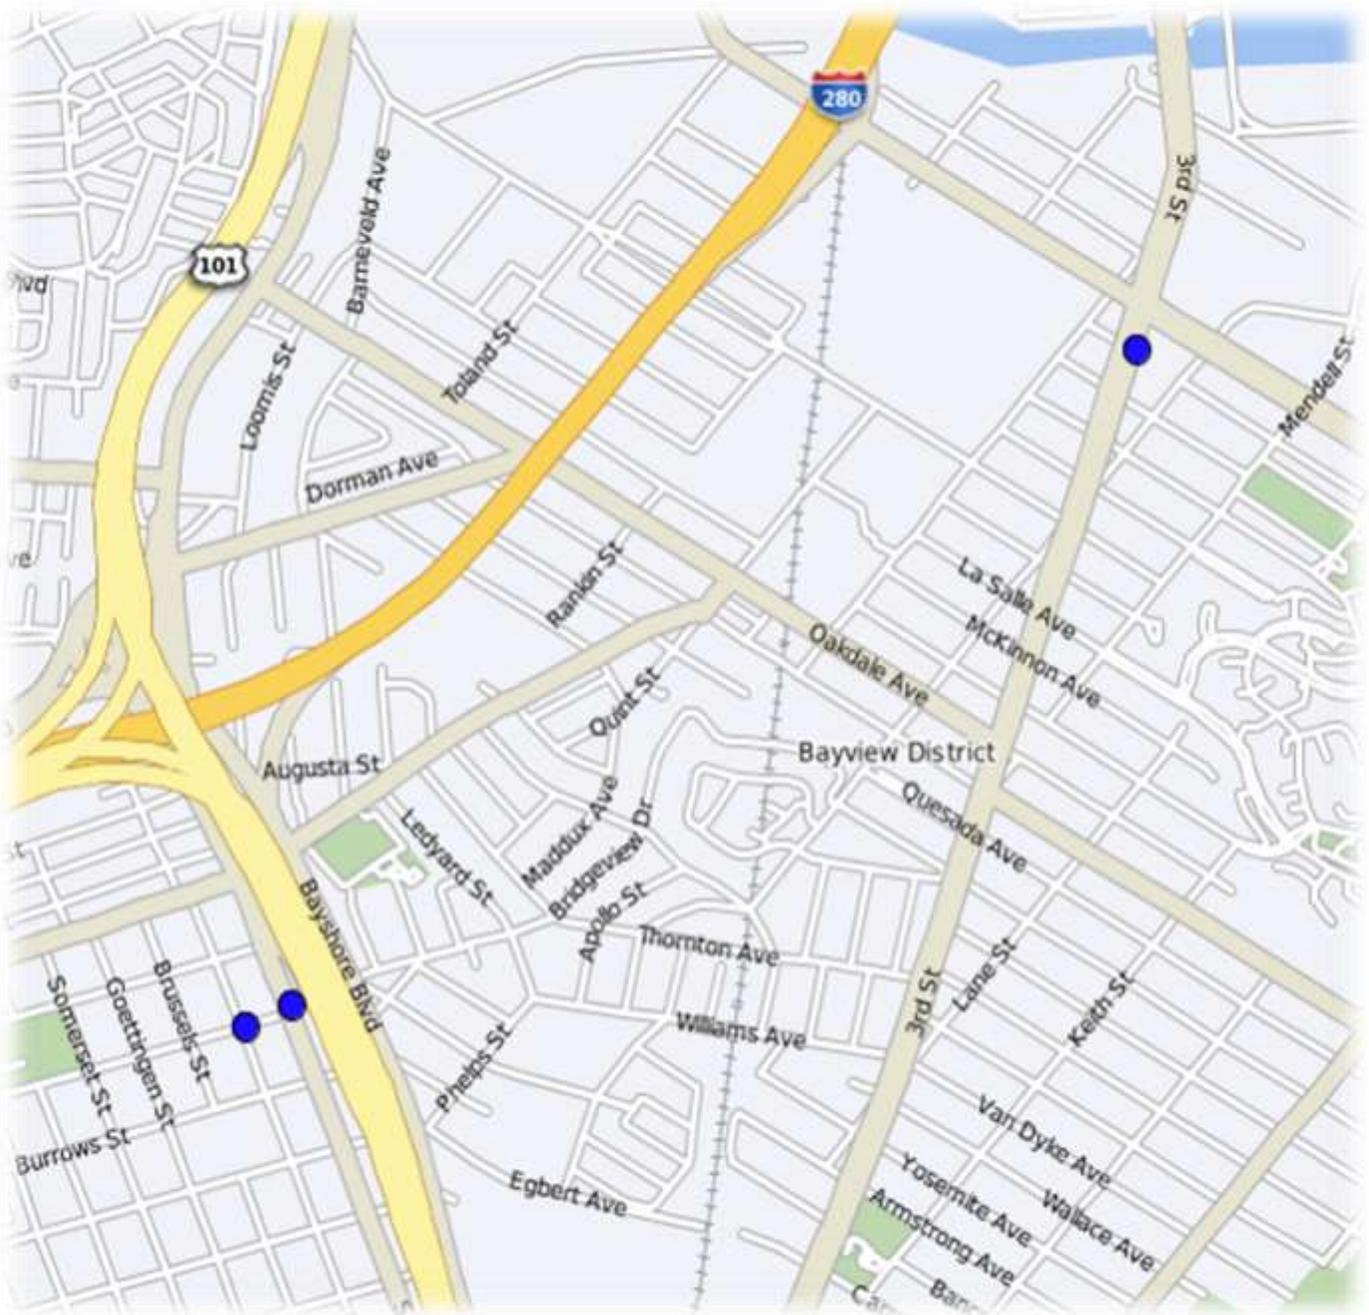 280
3rd St
Barneveld Ave
101
Toland St
Loomis St
Mendell St
Dorman Ave
Rankin St
La Salle Ave
McKinnon Ave
Oakdale Ave
Quint St
Bayview District
Augusta St
Quesada Ave
Ledyard St
Maddux Ave
Bridgeview Dr
Apollo St
Bayshore Blvd
Thornton Ave
3rd St
Lane St
Keith St
Somerset St
Goettingen St
Brussels St
Williams Ave
Phelps St
Van Dyke Ave
Burrows St
Egbert Ave
Yosemite Ave
Wallace Ave
Armstrong Ave